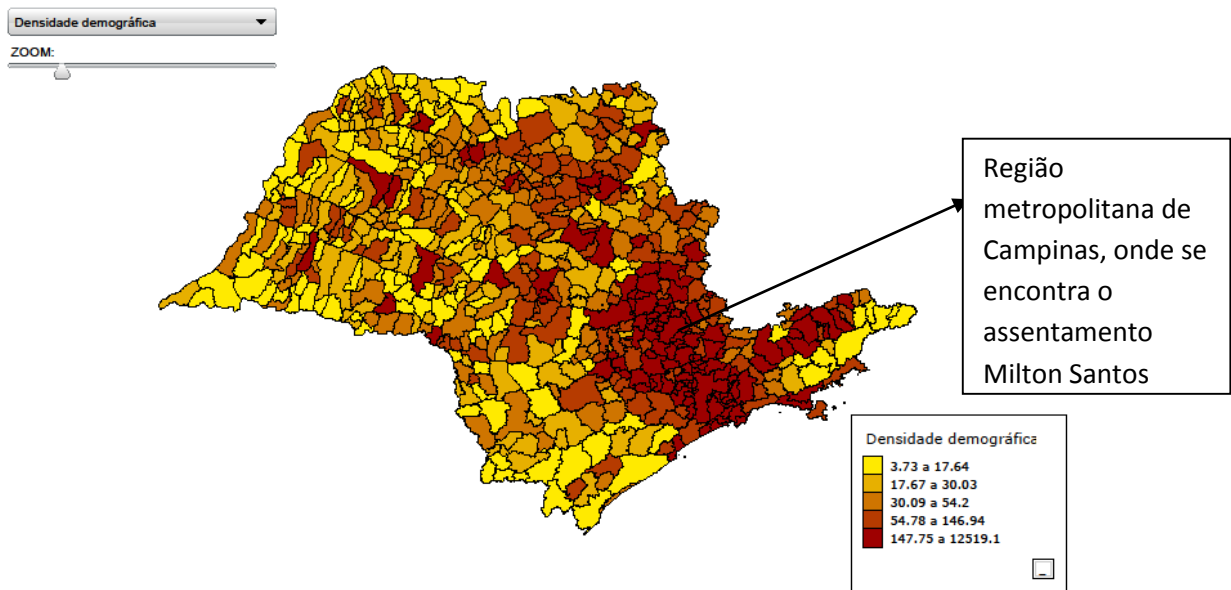 Densidade demográfica
ZOOM:
Região
metropolitana de
Campinas, onde se
encontra o
assentamento
Milton Santos
Densidade demográfica
3.73 a 17.64
17.67 a 30.03
30.09 a 54.2
54.78 a 146.94
147.75 a 12519.1